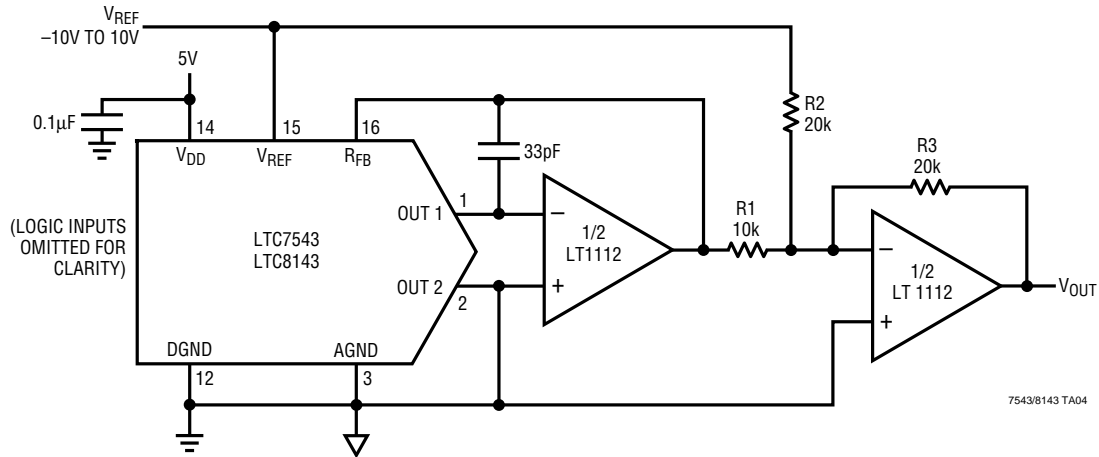 VREF
–10V TO 10V
5V
0.1µF
14
15
16
VDD
VREF
RFB
33pF
R2
20k
R3
20k
(LOGIC INPUTS
OMITTED FOR
CLARITY)
LTC7543
LTC8143
OUT 1
1
OUT 2
2
–
+
1/2
LT1112
R1
10k
–
+
1/2
LT 1112
VOUT
DGND
AGND
12
3
7543/8143 TA04